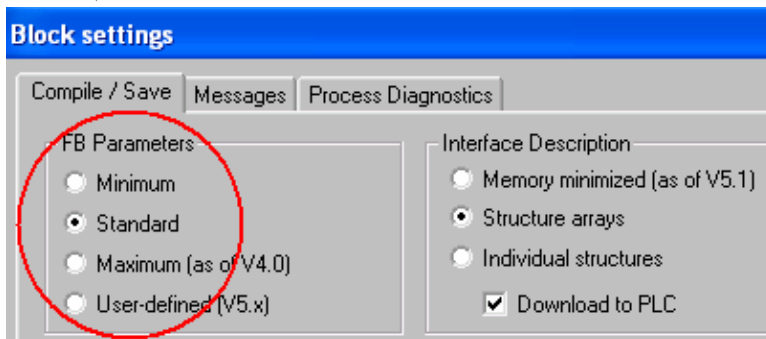 Block settings
Compile / Save Messages Process Diagnostics
FB Parameters
Minimum
Standard
Maximum (as of V4.0)
User-defined (V5.x)
Interface Description
Memory minimized (as of V5.1)
Structure arrays
Individual structures
Download to PLC